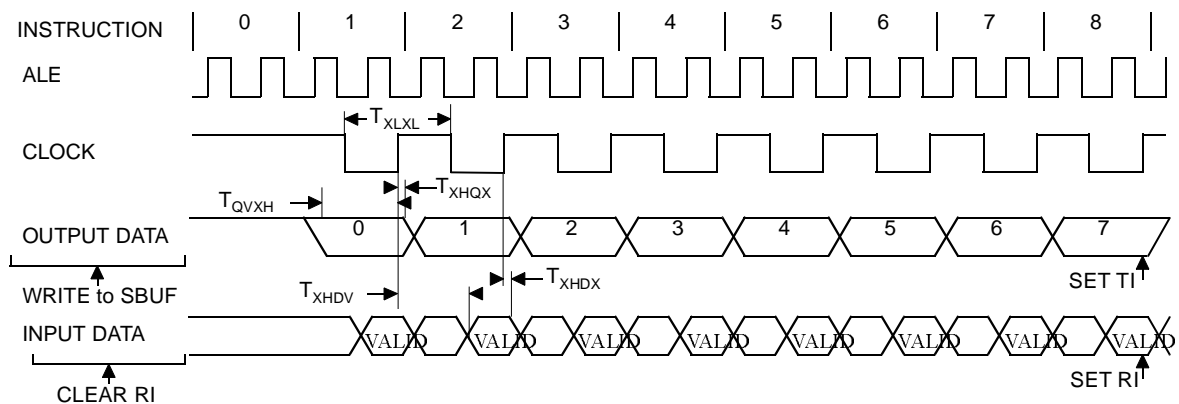 INSTRUCTION 0 1 2 3 4 5 6 7 8
ALE
TXLXL
CLOCK
TXHQX
TQVXH
OUTPUT DATA 0 1 2 3 4 5 6 7
WRITE to SBUF
TXHDV
TXHDX
SET TI
INPUT DATA VALID VALID VALID VALID VALID VALID VALID VALID
CLEAR RI
SET RI